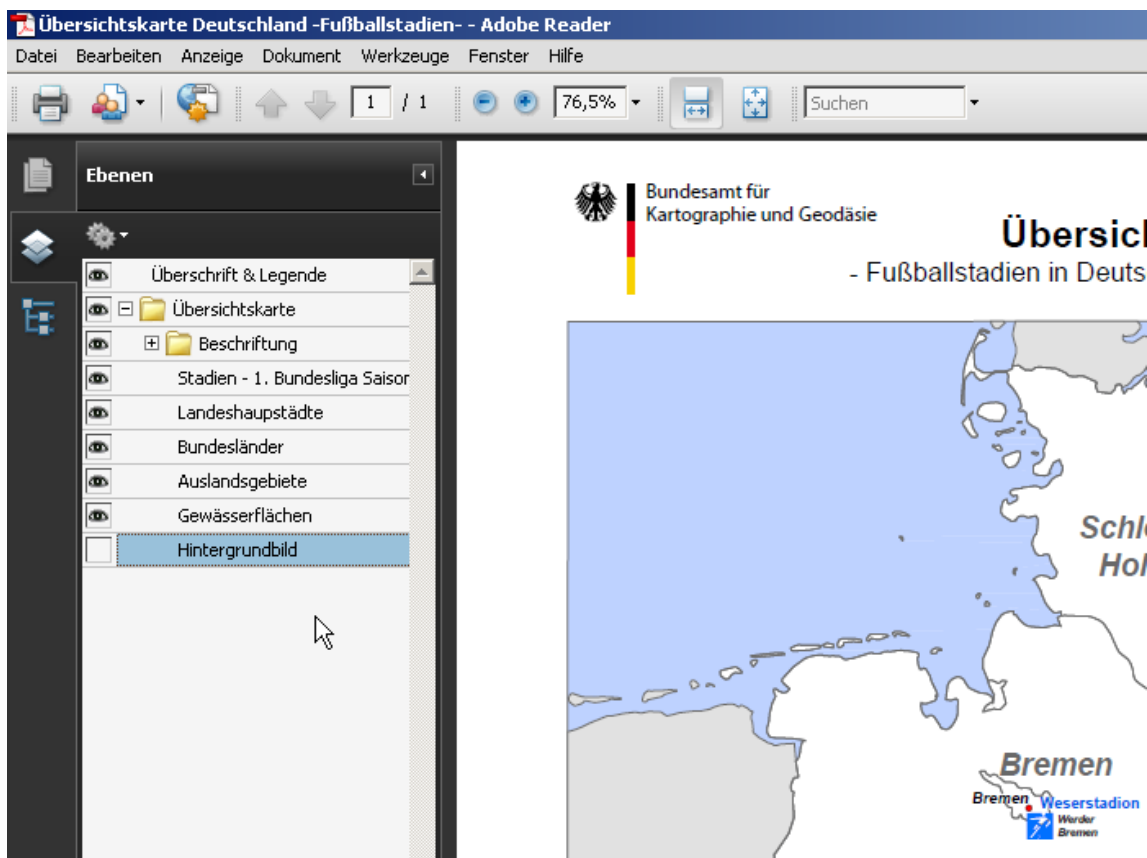 Übersichtskarte Deutschland -Fußballstadien- - Adobe Reader
Datei Bearbeiten Anzeige Dokument Werkzeuge Fenster Hilfe
1 / 1 76,5% Suchen
Ebenen
Überschrift & Legende
Übersichtskarte
Beschriftung
Stadien - 1. Bundesliga Saison
Landeshauptstädte
Bundesländer
Auslandsgebiete
Gewässerflächen
Hintergrundbild
Bundesamt für
Kartographie und Geodäsie
Übersich
- Fußballstadien in Deuts
Schl
Hol
Bremen
Bremen Weserstadion
Werder
Bremen